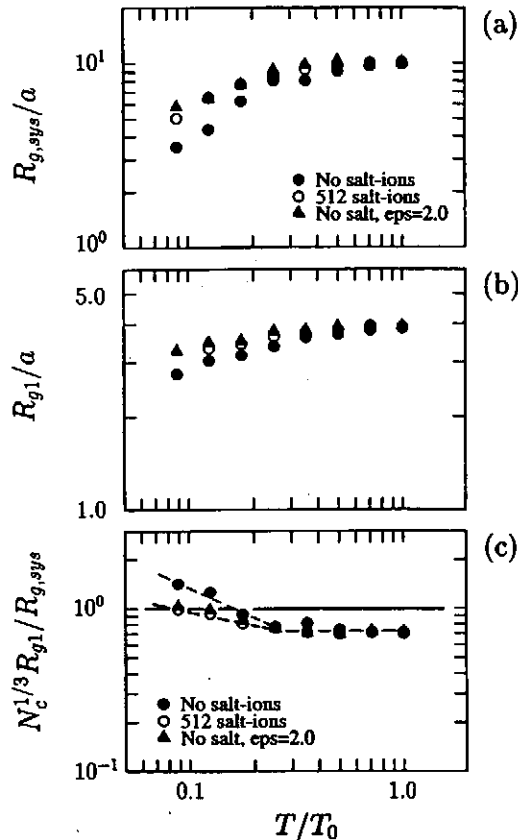 (a)
10^1
R_{g,sys}/a
No salt-ions
512 salt-ions
No salt, eps=2.0
10^0
(b)
5.0
R_{g1}/a
1.0
(c)
10^0
N_c^{1/3}R_{g1}/R_{g,sys}
No salt-ions
512 salt-ions
No salt, eps=2.0
10^{-1}
0.1
1.0
T/T_0